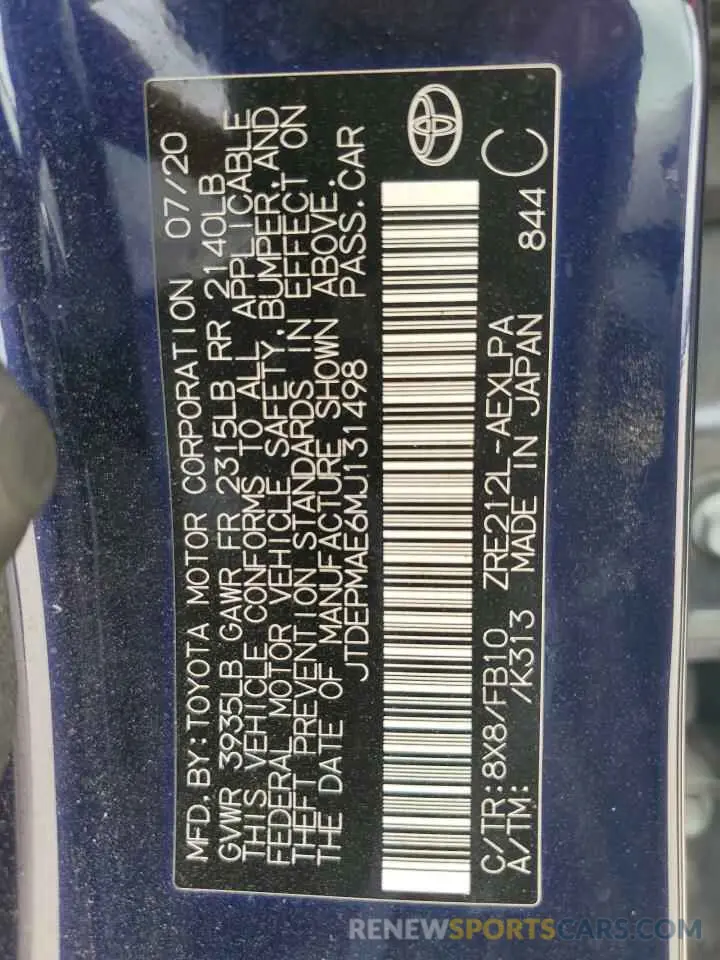 MFD. BY: TOYOTA MOTOR CORPORATION 07/20
GVWR 3935LB GAWR FR 2315LB RR 2140LB
THIS VEHICLE CONFORMS TO ALL APPLICABLE
FEDERAL MOTOR VEHICLE SAFETY, BUMPER, AND
THEFT PREVENTION STANDARDS IN EFFECT ON
THE DATE OF MANUFACTURE SHOWN ABOVE.
JTDEPMAE6MJ131498 PASS. CAR
C/TR: 8X8/FB10 ZRE212L-AEXLPA 844 C
A/TM: /K313 MADE IN JAPAN
RENEWSPORTSCARS.COM